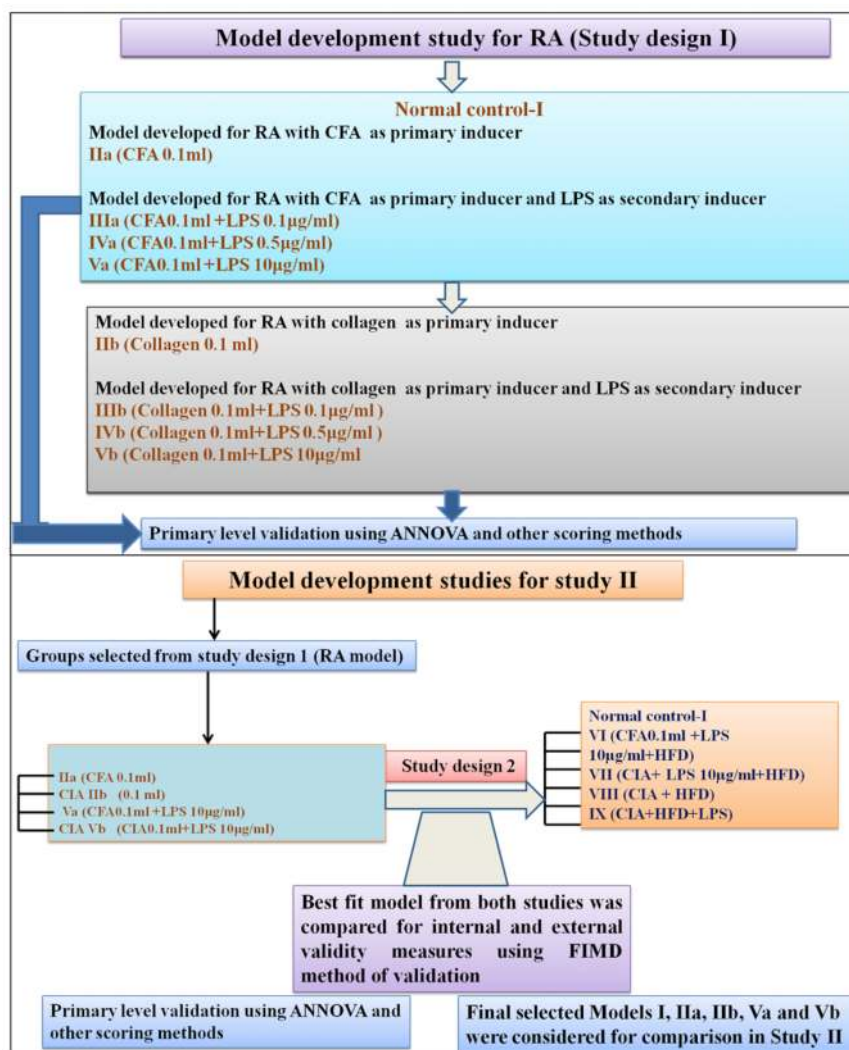 Model development study for RA (Study design I)
Normal control-I
Model developed for RA with CFA as primary inducer
IIa (CFA 0.1ml)
Model developed for RA with CFA as primary inducer and LPS as secondary inducer
IIIa (CFA0.1ml +LPS 0.1µg/ml)
IVa (CFA0.1ml+LPS 0.5µg/ml)
Va (CFA0.1ml+LPS 10µg/ml)
Model developed for RA with collagen as primary inducer
IIb (Collagen 0.1 ml)
Model developed for RA with collagen as primary inducer and LPS as secondary inducer
IIIb (Collagen 0.1ml+LPS 0.1µg/ml )
IVb (Collagen 0.1ml+LPS 0.5µg/ml )
Vb (Collagen 0.1ml+LPS 10µg/ml
Primary level validation using ANNOVA and other scoring methods
Model development studies for study II
Groups selected from study design 1 (RA model)
IIa (CFA 0.1ml)
CIA IIb (0.1 ml)
Va (CFA0.1ml +LPS 10µg/ml)
CIA Vb (CIA0.1ml+LPS 10µg/ml)
Study design 2
Normal control-I
VI (CFA0.1ml +LPS
10µg/ml+HFD)
VII (CIA+ LPS 10µg/ml+HFD)
VIII (CIA + HFD)
IX (CIA+HFD+LPS)
Best fit model from both studies was
compared for internal and external
validity measures using FIMD
method of validation
Primary level validation using ANNOVA and
other scoring methods
Final selected Models I, IIa, IIb, Va and Vb
were considered for comparison in Study II